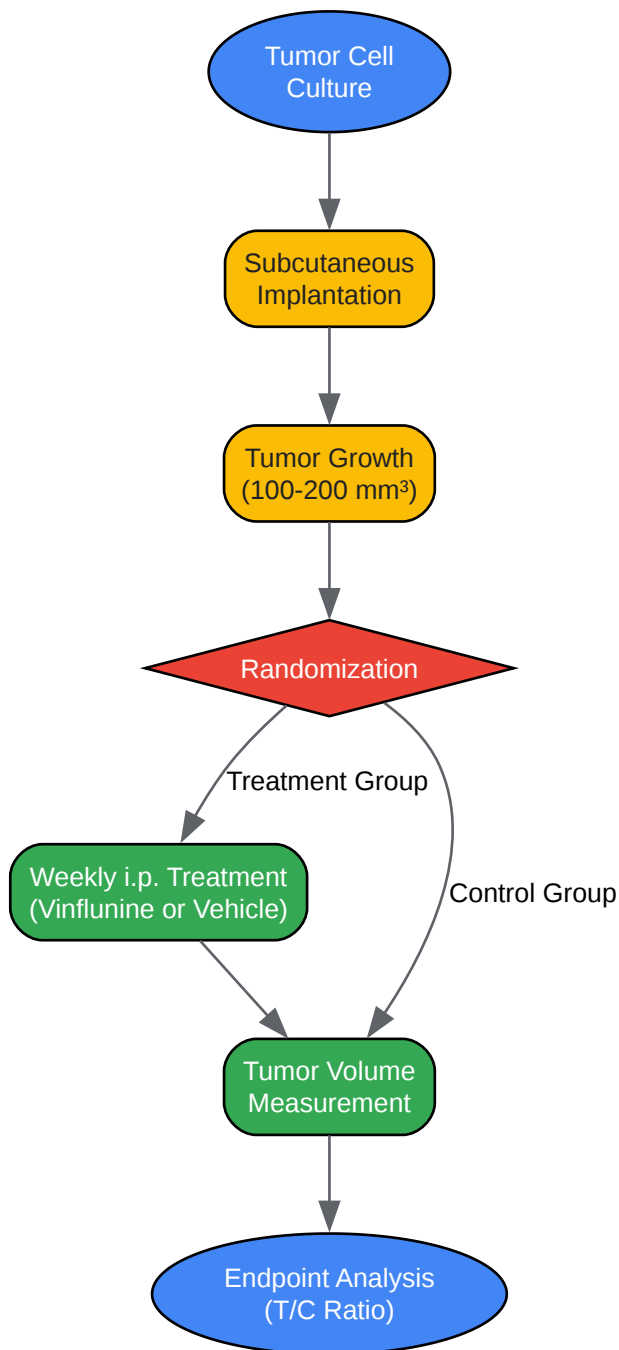 Tumor Cell
Culture
Subcutaneous
Implantation
Tumor Growth
(100-200 mm³)
Randomization
Treatment Group
Weekly i.p. Treatment
(Vinflunine or Vehicle)
Control Group
Tumor Volume
Measurement
Endpoint Analysis
(T/C Ratio)